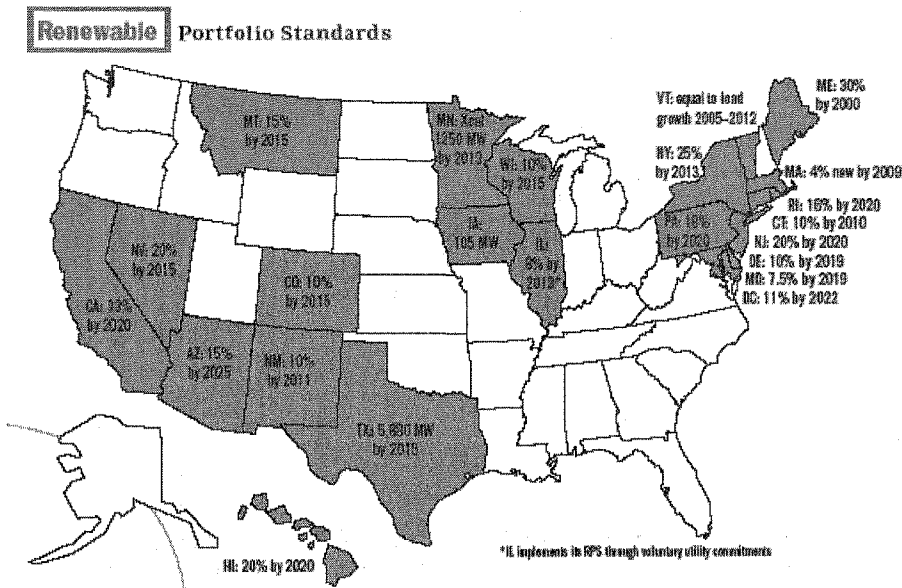 Renewable Portfolio Standards
MT: 15%
by 2015
MN: Xcel
1250 MW
by 2013
WI: 10%
by 2015
IA:
105 MW
IL:
8% by
2013*
NV: 20%
by 2015
CA: 33%
by 2020
CO: 10%
by 2015
AZ: 15%
by 2025
NM: 10%
by 2011
TX: 5,880 MW
by 2015
HI: 20% by 2020
VT: equal to load
growth 2005–2012
ME: 30%
by 2000
NY: 25%
by 2013
MA: 4% new by 2009
RI: 16% by 2020
CT: 10% by 2010
PA: 18%
by 2020
NJ: 20% by 2020
DE: 10% by 2019
MD: 7.5% by 2019
DC: 11% by 2022
*IL implements its RPS through voluntary utility commitments